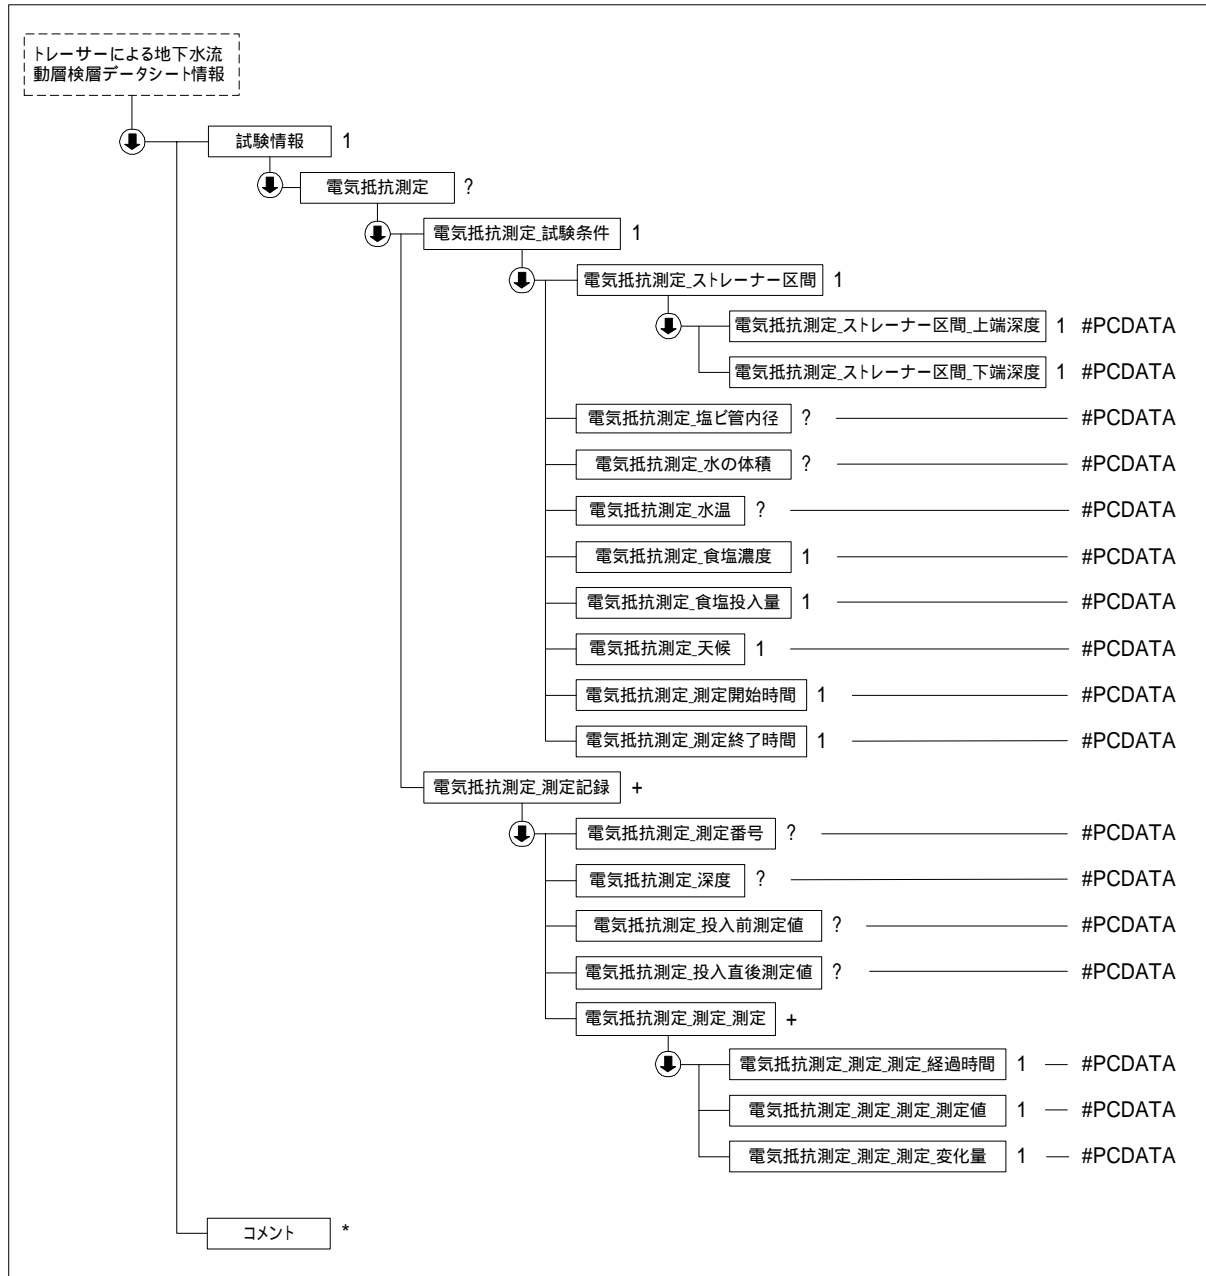 トレーサーによる地下水流
動層検層データシート情報
試験情報 1
電気抵抗測定 ?
電気抵抗測定_試験条件 1
電気抵抗測定_ストレーナー区間 1
電気抵抗測定_ストレーナー区間_上端深度 1 #PCDATA
電気抵抗測定_ストレーナー区間_下端深度 1 #PCDATA
電気抵抗測定_塩ビ管内径 ? #PCDATA
電気抵抗測定_水の体積 ? #PCDATA
電気抵抗測定_水温 ? #PCDATA
電気抵抗測定_食塩濃度 1 #PCDATA
電気抵抗測定_食塩投入量 1 #PCDATA
電気抵抗測定_天候 1 #PCDATA
電気抵抗測定_測定開始時間 1 #PCDATA
電気抵抗測定_測定終了時間 1 #PCDATA
電気抵抗測定_測定記録 +
電気抵抗測定_測定番号 ? #PCDATA
電気抵抗測定_深度 ? #PCDATA
電気抵抗測定_投入前測定値 ? #PCDATA
電気抵抗測定_投入直後測定値 ? #PCDATA
電気抵抗測定_測定_測定 +
電気抵抗測定_測定_測定_経過時間 1 #PCDATA
電気抵抗測定_測定_測定_測定値 1 #PCDATA
電気抵抗測定_測定_測定_変化量 1 #PCDATA
コメント *